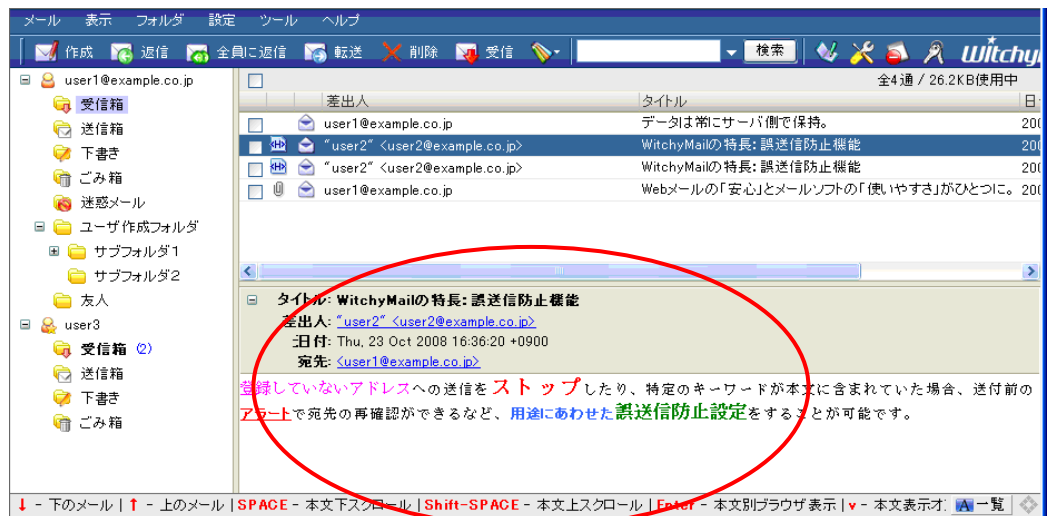 メール 表示 フォルダ 設定 ツール ヘルプ
作成 返信 全員に返信 転送 削除 受信 検索 Witchy
user1@example.co.jp
受信箱
送信箱
下書き
ごみ箱
迷惑メール
ユーザ作成フォルダ
サブフォルダ1
サブフォルダ2
友人
user3
受信箱 (2)
送信箱
下書き
ごみ箱
全4通 / 26.2KB使用中
差出人 タイトル
user1@example.co.jp データは常にサーバ側で保持。 200
"user2" <user2@example.co.jp> WitchyMailの特長: 誤送信防止機能 200
"user2" <user2@example.co.jp> WitchyMailの特長: 誤送信防止機能 200
user1@example.co.jp Webメールの「安心」とメールソフトの「使いやすさ」がひとつに。 200
タイトル: WitchyMailの特長: 誤送信防止機能
差出人: "user2" <user2@example.co.jp>
日付: Thu, 23 Oct 2008 16:36:20 +0900
宛先: <user1@example.co.jp>
登録していないアドレスへの送信をストップしたり、特定のキーワードが本文に含まれていた場合、送付前の
アラートで宛先の再確認ができるなど、用途にあわせた誤送信防止設定をすることが可能です。
↓ - 下のメール | ↑ - 上のメール | SPACE - 本文下スクロール | Shift-SPACE - 本文上スクロール | Enter - 本文別ブラウザ表示 | v - 本文表示オ A 一覧